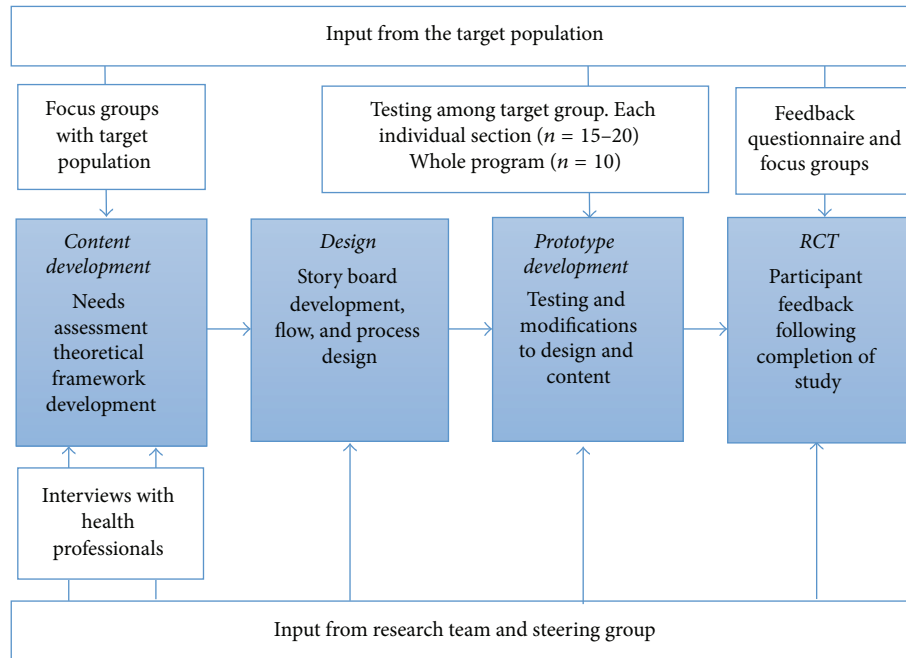 Input from the target population
Focus groups
with target
population
Testing among target group. Each
individual section (n = 15–20)
Whole program (n = 10)
Feedback
questionnaire and
focus groups
Content
development
Needs
assessment
theoretical
framework
development
Design
Story board
development,
flow, and process
design
Prototype
development
Testing and
modifications
to design and
content
RCT
Participant
feedback
following
completion of
study
Interviews with
health
professionals
Input from research team and steering group